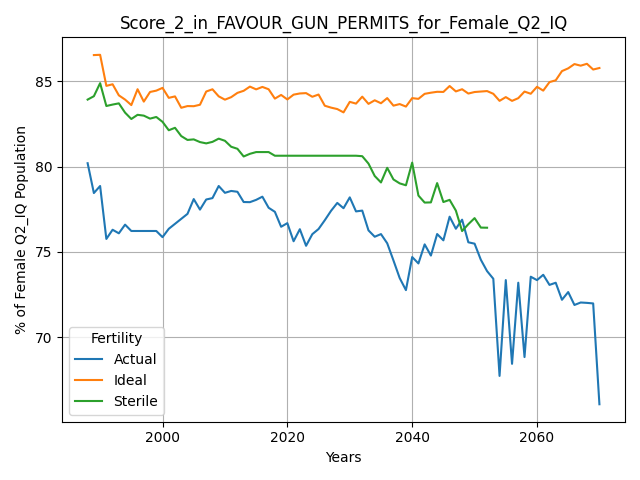 Score_2_in_FAVOUR_GUN_PERMITS_for_Female_Q2_IQ
% of Female Q2_IQ Population
85
80
75
70
Fertility
Actual
Ideal
Sterile
2000 2020 2040 2060
Years